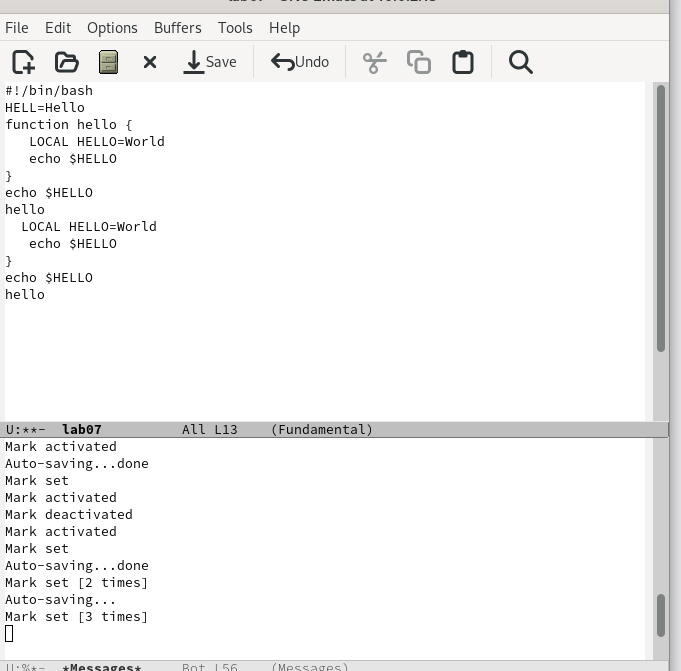 File Edit Options Buffers Tools Help
Save Undo
#!/bin/bash
HELL=Hello
function hello {
   LOCAL HELLO=World
   echo $HELLO
}
echo $HELLO
hello
  LOCAL HELLO=World
   echo $HELLO
}
echo $HELLO
hello
U:**-  lab07          All L13    (Fundamental)
Mark activated
Auto-saving...done
Mark set
Mark activated
Mark deactivated
Mark activated
Mark set
Auto-saving...done
Mark set [2 times]
Auto-saving...
Mark set [3 times]
U:%*-  *Messages*     Bot L56    (Messages)